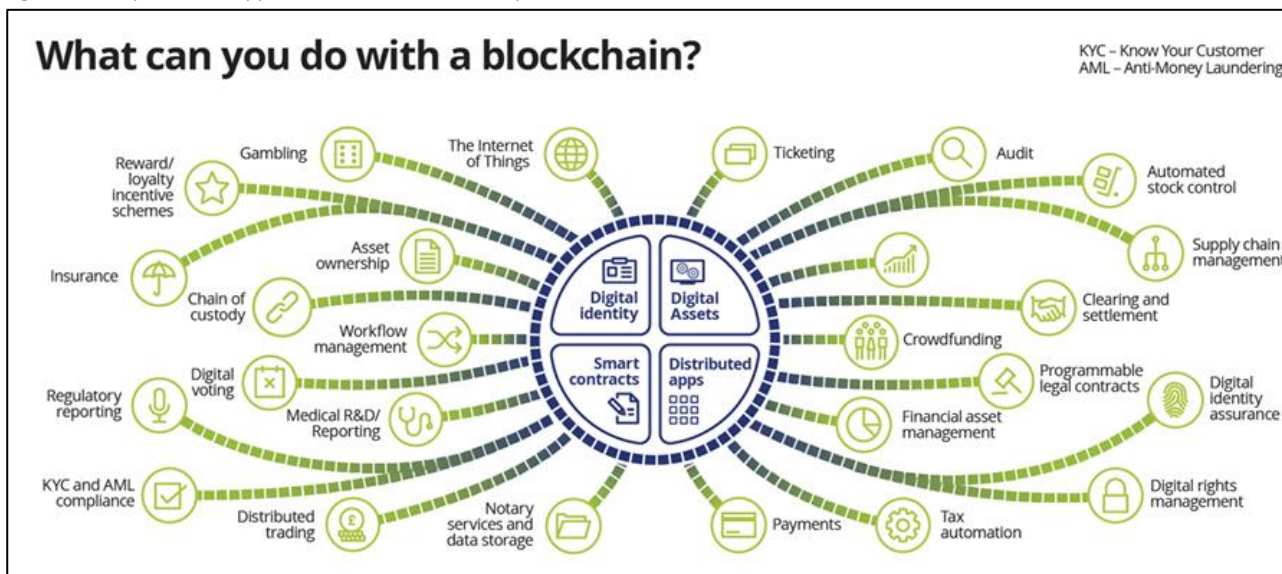 What can you do with a blockchain?
KYC – Know Your Customer
AML – Anti-Money Laundering
Gambling
The Internet
of Things
Ticketing
Audit
Reward/
loyalty
incentive
schemes
Automated
stock control
Asset
ownership
Supply chain
management
Insurance
Digital
identity
Digital
Assets
Chain of
custody
Clearing and
settlement
Workflow
management
Crowdfunding
Smart
contracts
Distributed
apps
Digital
voting
Programmable
legal contracts
Regulatory
reporting
Digital
identity
assurance
Medical R&D/
Reporting
Financial asset
management
KYC and AML
compliance
Digital rights
management
Distributed
trading
£
Notary
services and
data storage
Payments
Tax
automation